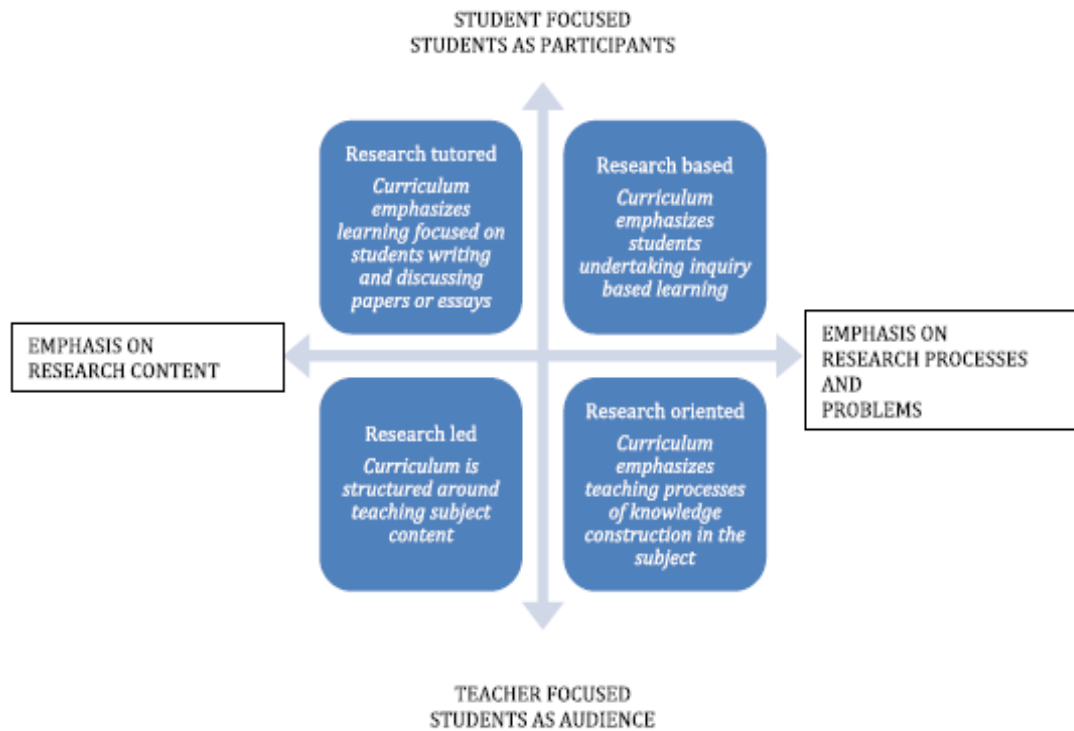 STUDENT FOCUSED
STUDENTS AS PARTICIPANTS
Research tutored
Curriculum
emphasizes
learning focused on
students writing
and discussing
papers or essays
Research based
Curriculum
emphasizes
students
undertaking inquiry
based learning
EMPHASIS ON
RESEARCH CONTENT
EMPHASIS ON
RESEARCH PROCESSES
AND
PROBLEMS
Research led
Curriculum is
structured around
teaching subject
content
Research oriented
Curriculum
emphasizes
teaching processes
of knowledge
construction in the
subject
TEACHER FOCUSED
STUDENTS AS AUDIENCE